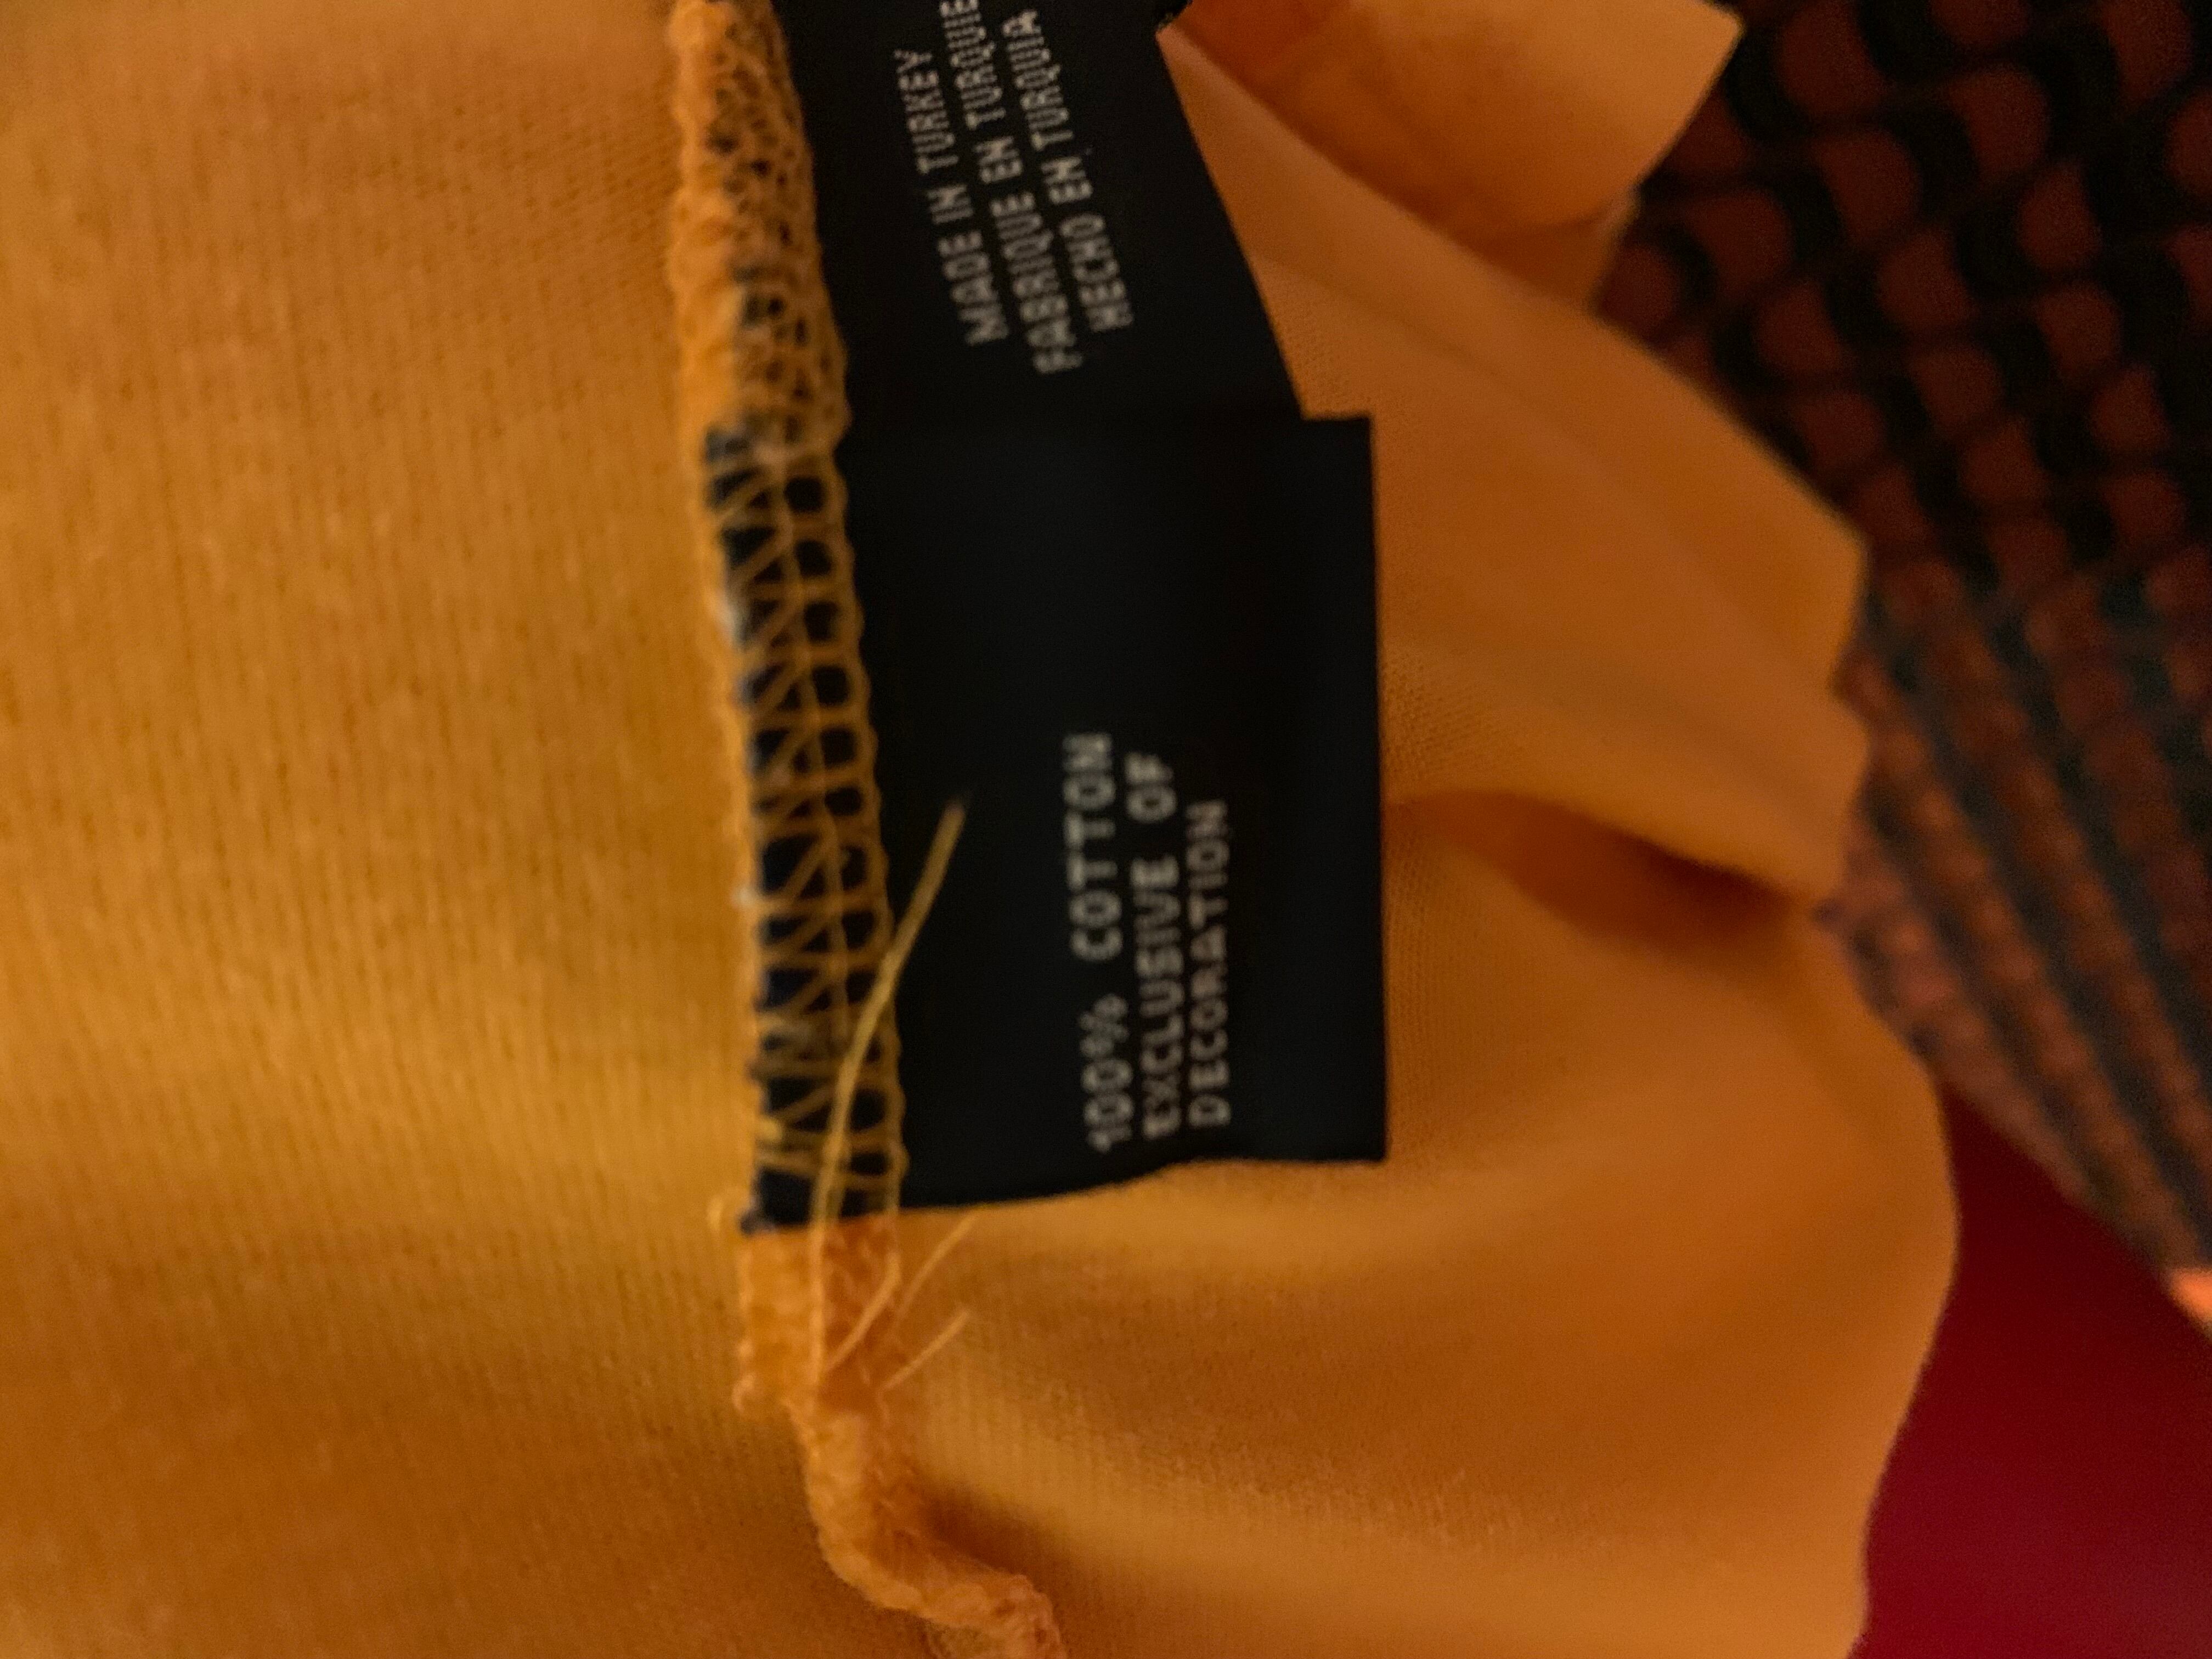 MADE IN TURKEY
FABRIQUE EN TURQUIE
HECHO EN TURQUIA
100% COTTON
EXCLUSIVE OF
DECORATION